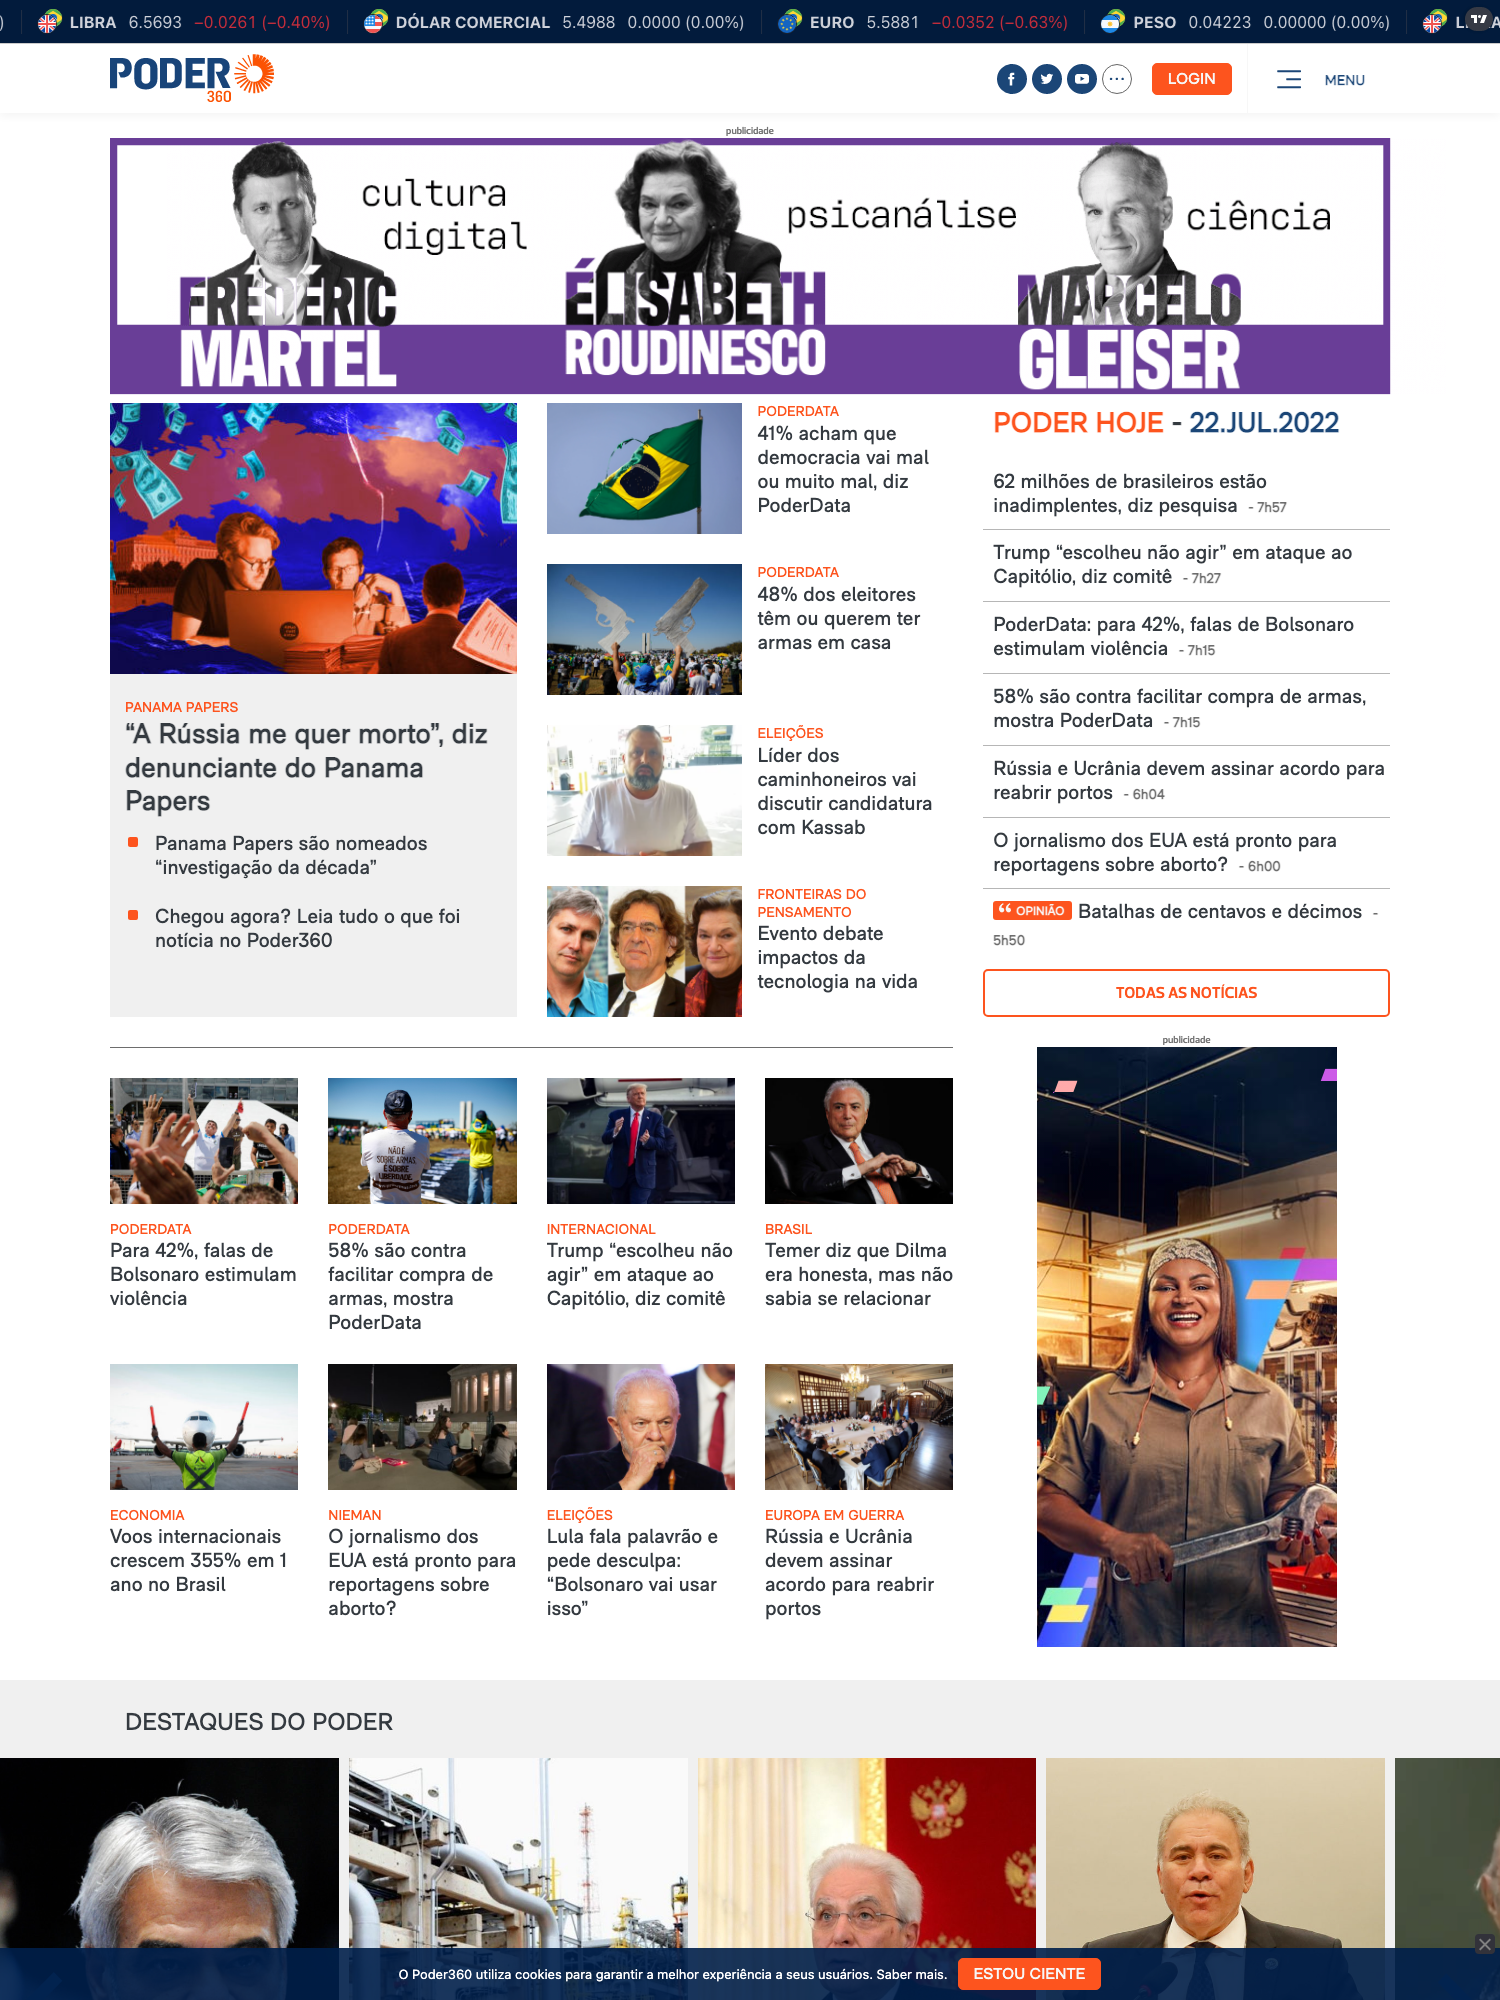 )
LIBRA 6.5693 −0.0261 (−0.40%)
DÓLAR COMERCIAL 5.4988 0.0000 (0.00%)
EURO 5.5881 −0.0352 (−0.63%)
PESO 0.04223 0.00000 (0.00%)
PODER
360
LOGIN
MENU
publicidade
cultura
digital
FRÉDÉRIC
MARTEL
psicanálise
ÉLISABETH
ROUDINESCO
ciência
MARCELO
GLEISER
PANAMA PAPERS
“A Rússia me quer morto”, diz
denunciante do Panama
Papers
Panama Papers são nomeados
“investigação da década”
Chegou agora? Leia tudo o que foi
notícia no Poder360
PODERDATA
41% acham que
democracia vai mal
ou muito mal, diz
PoderData
PODERDATA
48% dos eleitores
têm ou querem ter
armas em casa
ELEIÇÕES
Líder dos
caminhoneiros vai
discutir candidatura
com Kassab
FRONTEIRAS DO
PENSAMENTO
Evento debate
impactos da
tecnologia na vida
PODER HOJE - 22.JUL.2022
62 milhões de brasileiros estão
inadimplentes, diz pesquisa - 7h57
Trump “escolheu não agir” em ataque ao
Capitólio, diz comitê - 7h27
PoderData: para 42%, falas de Bolsonaro
estimulam violência - 7h15
58% são contra facilitar compra de armas,
mostra PoderData - 7h15
Rússia e Ucrânia devem assinar acordo para
reabrir portos - 6h04
O jornalismo dos EUA está pronto para
reportagens sobre aborto? - 6h00
“ OPINIÃO Batalhas de centavos e décimos -
5h50
TODAS AS NOTÍCIAS
publicidade
PODERDATA
Para 42%, falas de
Bolsonaro estimulam
violência
NÃO É
SOBRE ARMAS.
É SOBRE
LIBERDADE.
PODERDATA
58% são contra
facilitar compra de
armas, mostra
PoderData
INTERNACIONAL
Trump “escolheu não
agir” em ataque ao
Capitólio, diz comitê
BRASIL
Temer diz que Dilma
era honesta, mas não
sabia se relacionar
ECONOMIA
Voos internacionais
crescem 355% em 1
ano no Brasil
NIEMAN
O jornalismo dos
EUA está pronto para
reportagens sobre
aborto?
ELEIÇÕES
Lula fala palavrão e
pede desculpa:
“Bolsonaro vai usar
isso”
EUROPA EM GUERRA
Rússia e Ucrânia
devem assinar
acordo para reabrir
portos
DESTAQUES DO PODER
O Poder360 utiliza cookies para garantir a melhor experiência a seus usuários. Saber mais.
ESTOU CIENTE